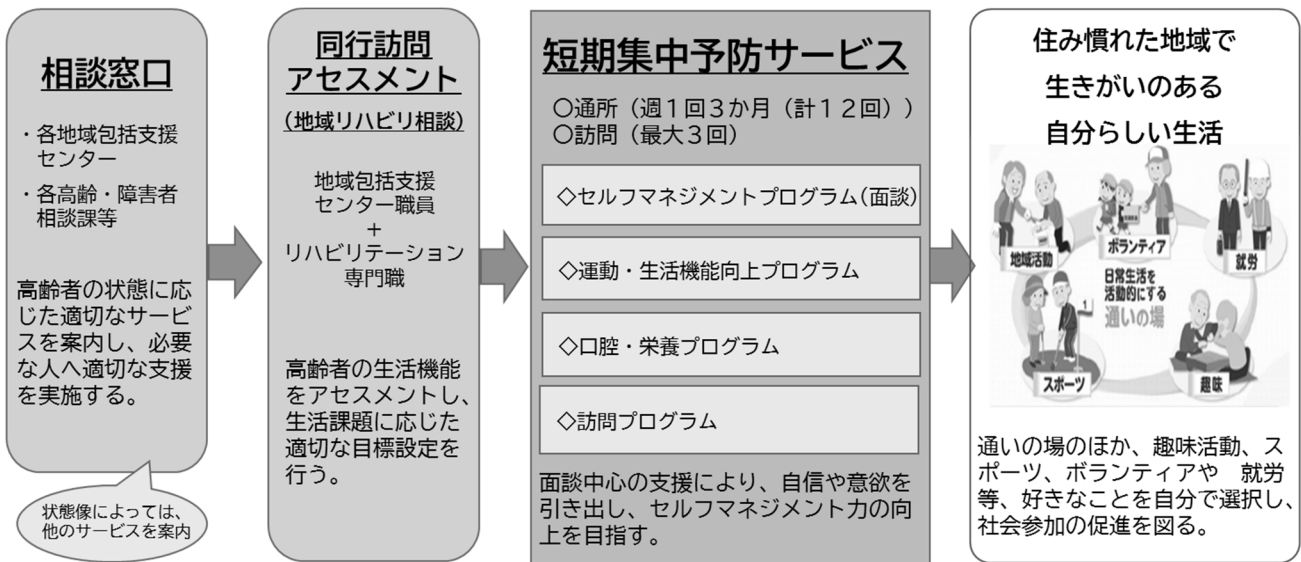 相談窓口
・各地域包括支援
センター
・各高齢・障害者
相談課等
高齢者の状態に応
じた適切なサービ
スを案内し、必要
な人へ適切な支援
を実施する。
状態像によっては、
他のサービスを案内
同行訪問
アセスメント
(地域リハビリ相談)
地域包括支援
センター職員
+
リハビリテーション
専門職
高齢者の生活機能
をアセスメントし、
生活課題に応じた
適切な目標設定を
行う。
短期集中予防サービス
○通所(週1回3か月(計12回))
○訪問(最大3回)
◇セルフマネジメントプログラム(面談)
◇運動・生活機能向上プログラム
◇口腔・栄養プログラム
◇訪問プログラム
面談中心の支援により、自信や意欲を
引き出し、セルフマネジメント力の向
上を目指す。
住み慣れた地域で
生きがいのある
自分らしい生活
地域活動
ボランティア
就労
日常生活を
活動的にする
通いの場
1
スポーツ
趣味
通いの場のほか、趣味活動、ス
ポーツ、ボランティアや 就労
等、好きなことを自分で選択し、
社会参加の促進を図る。